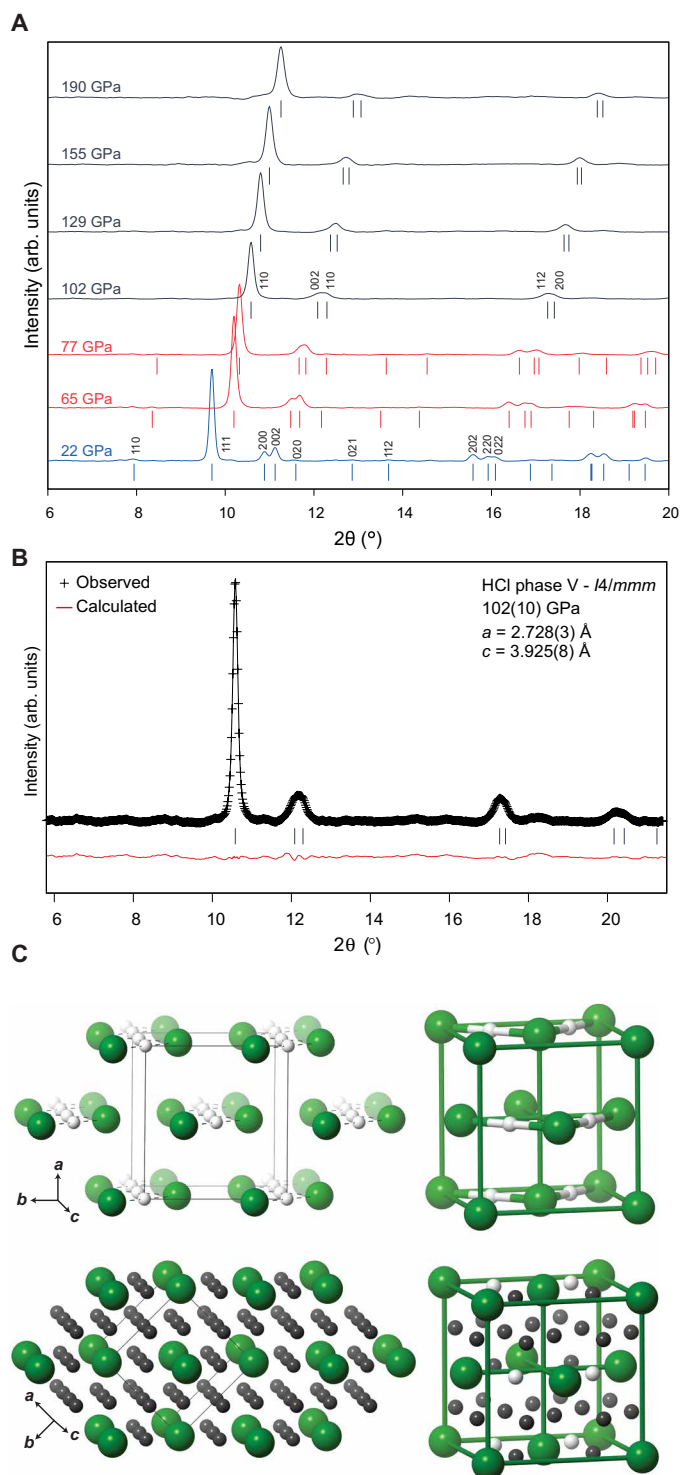 A
190 GPa
155 GPa
129 GPa
102 GPa
110
002
110
112
200
77 GPa
65 GPa
22 GPa
110
111
200
002
020
021
112
202
220
022
6 8 10 12 14 16 18 20
2θ (°)
Intensity (arb. units)
B
+ Observed
— Calculated
HCl phase V - I4/mmm
102(10) GPa
a = 2.728(3) Å
c = 3.925(8) Å
Intensity (arb. units)
6 8 10 12 14 16 18 20
2θ (°)
C
a
b
c
a
b
c